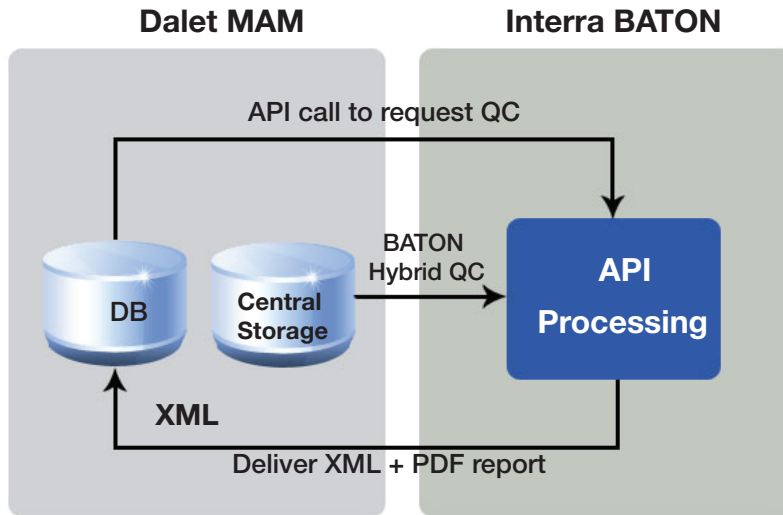 Dalet MAM
Interra BATON
API call to request QC
BATON
Hybrid QC
DB
Central
Storage
API
Processing
XML
Deliver XML + PDF report